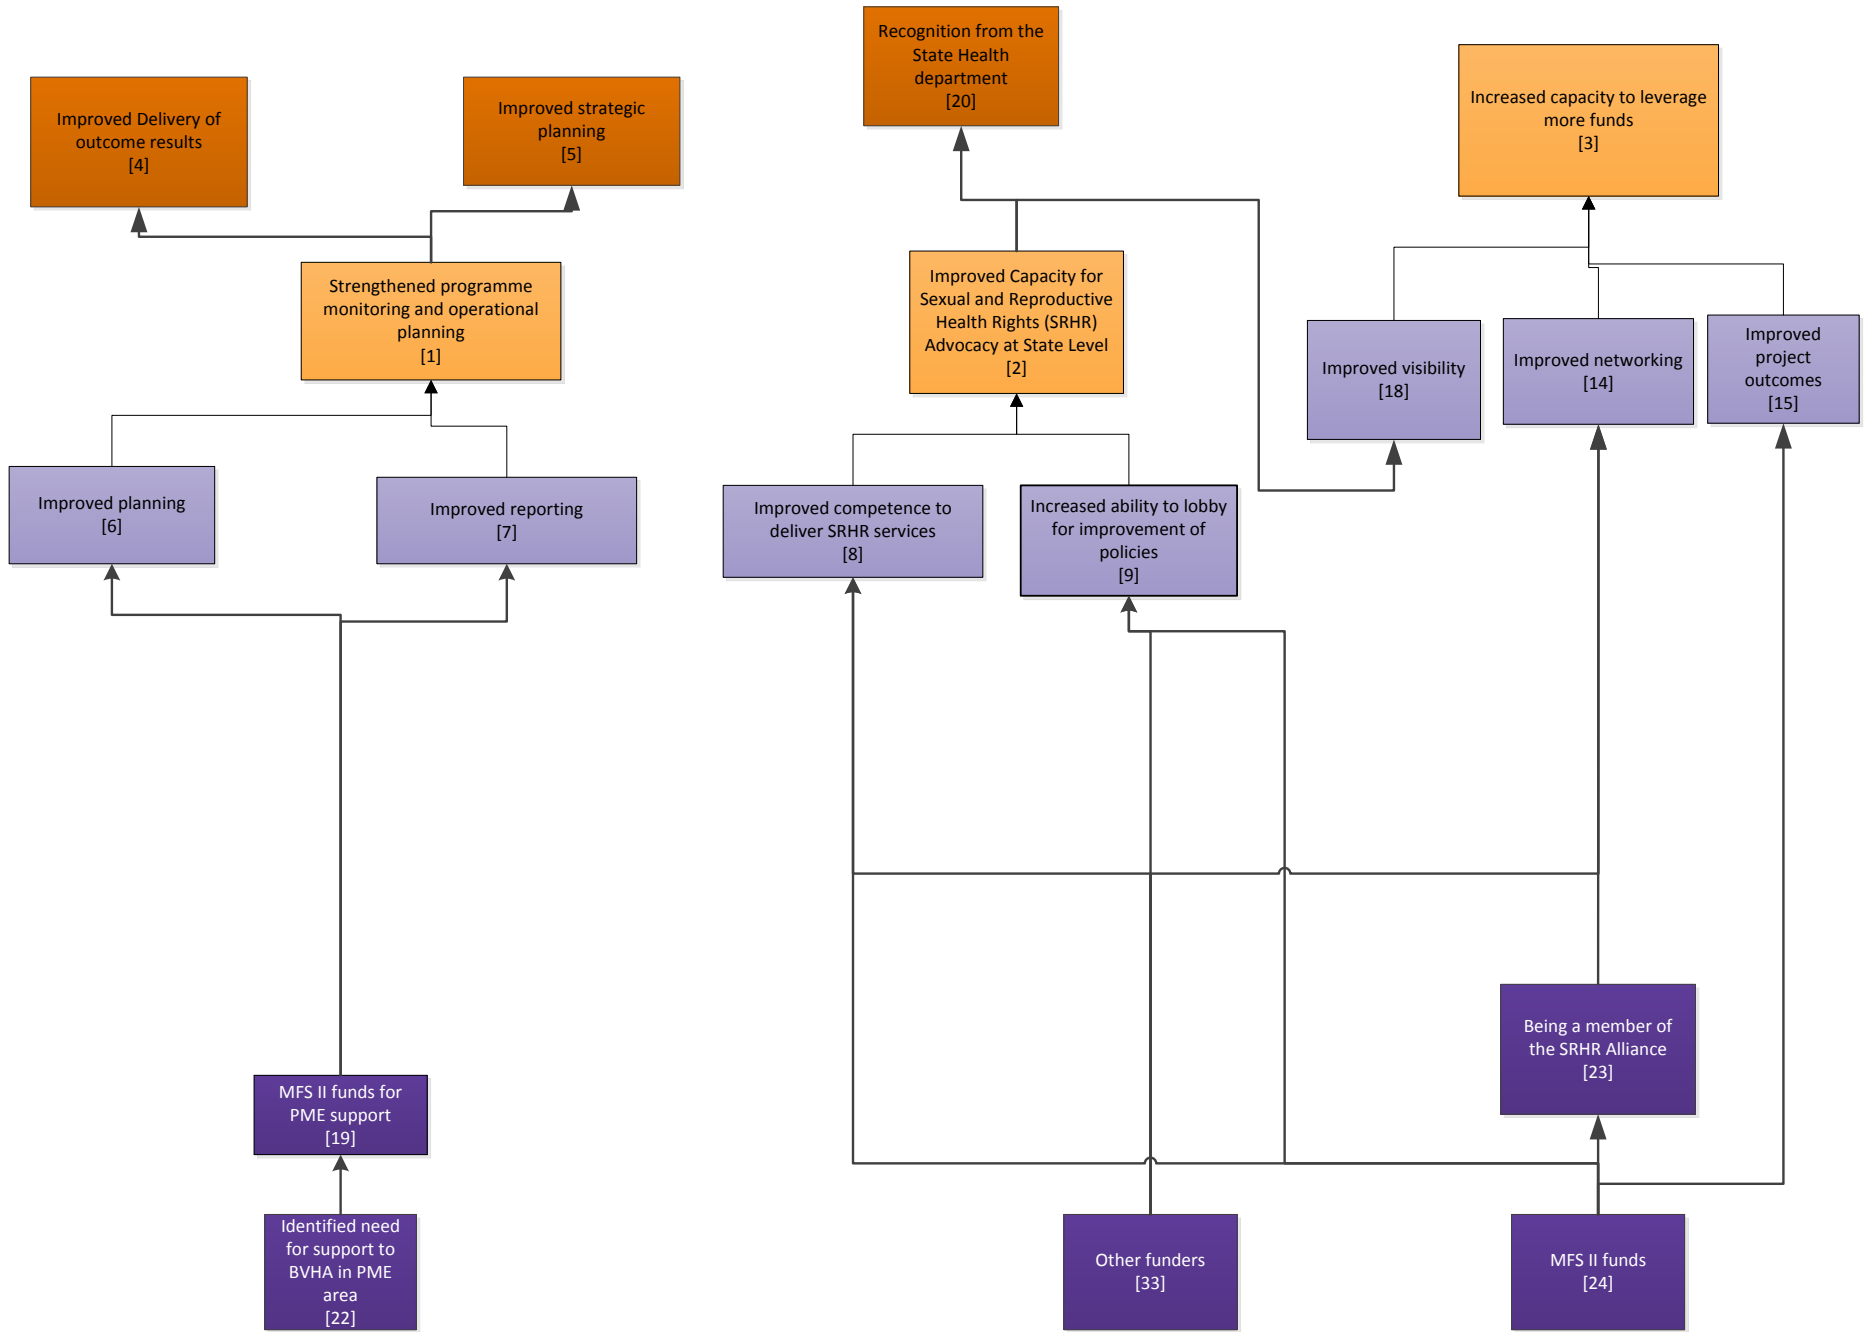 Recognition from the
State Health
department
[20]
Increased capacity to leverage
more funds
[3]
Improved Delivery of
outcome results
[4]
Improved strategic
planning
[5]
Strengthened programme
monitoring and operational
planning
[1]
Improved Capacity for
Sexual and Reproductive
Health Rights (SRHR)
Advocacy at State Level
[2]
Improved visibility
[18]
Improved networking
[14]
Improved
project
outcomes
[15]
Improved planning
[6]
Improved reporting
[7]
Improved competence to
deliver SRHR services
[8]
Increased ability to lobby
for improvement of
policies
[9]
Being a member of
the SRHR Alliance
[23]
MFS II funds for
PME support
[19]
Identified need
for support to
BVHA in PME
area
[22]
Other funders
[33]
MFS II funds
[24]